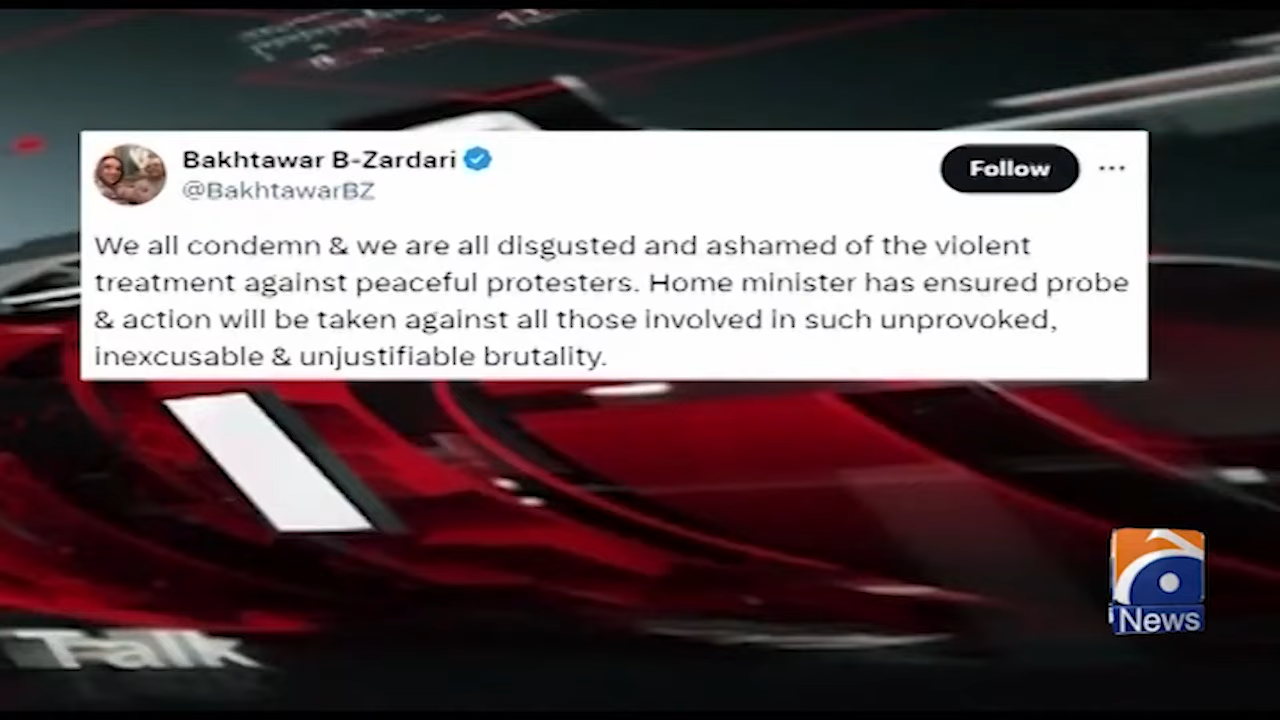 Bakhtawar B-Zardari
@BakhtawarBZ
Follow
We all condemn & we are all disgusted and ashamed of the violent
treatment against peaceful protesters. Home minister has ensured probe
& action will be taken against all those involved in such unprovoked,
inexcusable & unjustifiable brutality.
News
Talk